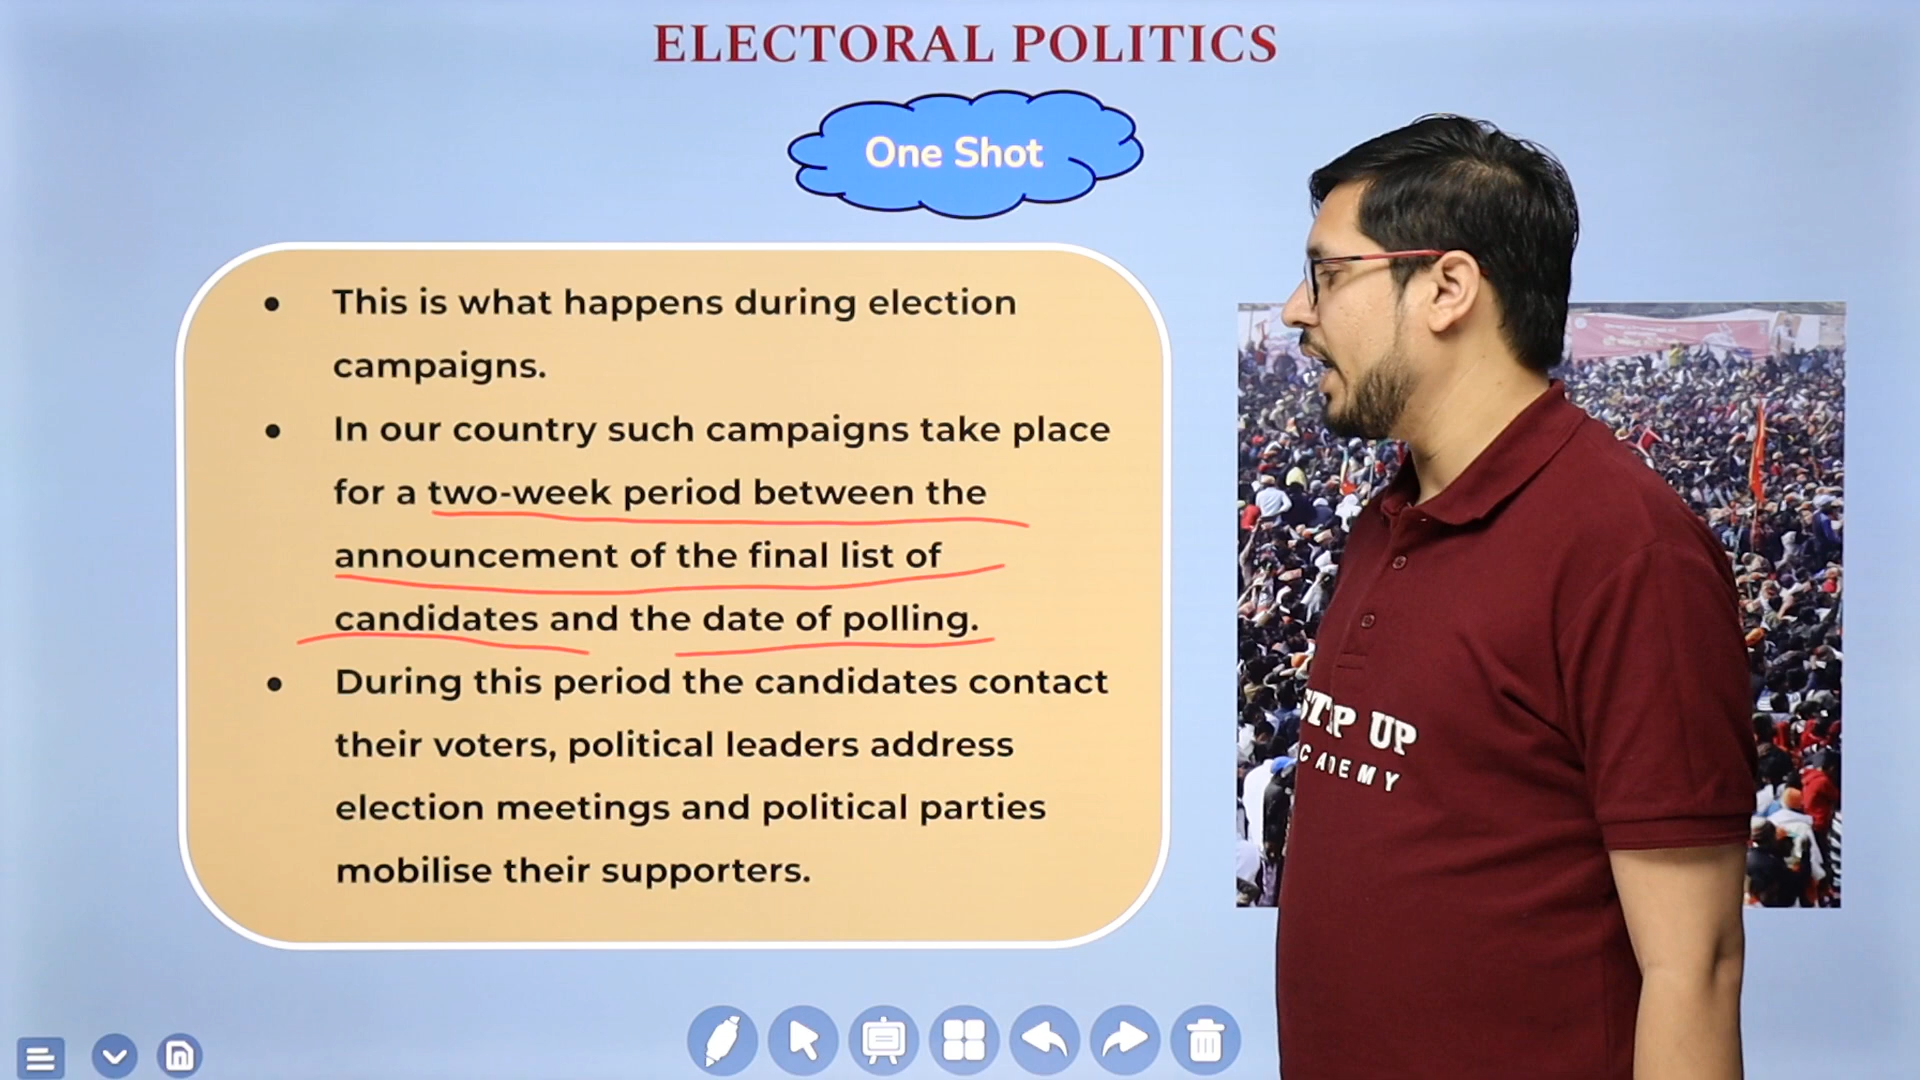 ELECTORAL POLITICS
One Shot
• This is what happens during election
campaigns.
• In our country such campaigns take place
for a two-week period between the
announcement of the final list of
candidates and the date of polling.
• During this period the candidates contact
their voters, political leaders address
election meetings and political parties
mobilise their supporters.
STEP UP
ACADEMY